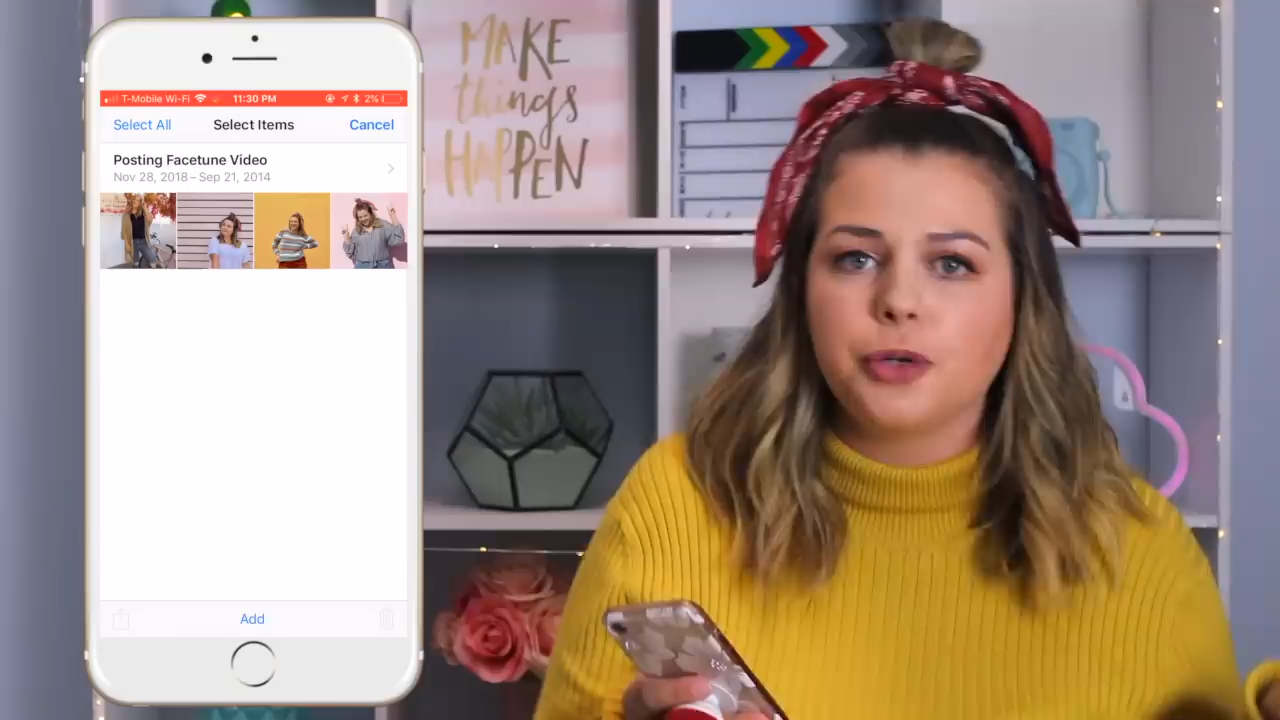 T-Mobile Wi-Fi 11:30 PM 2%
Select All Select Items Cancel
Posting Facetune Video
Nov 28, 2018 – Sep 21, 2014
Add
MAKE
things
HAPPEN